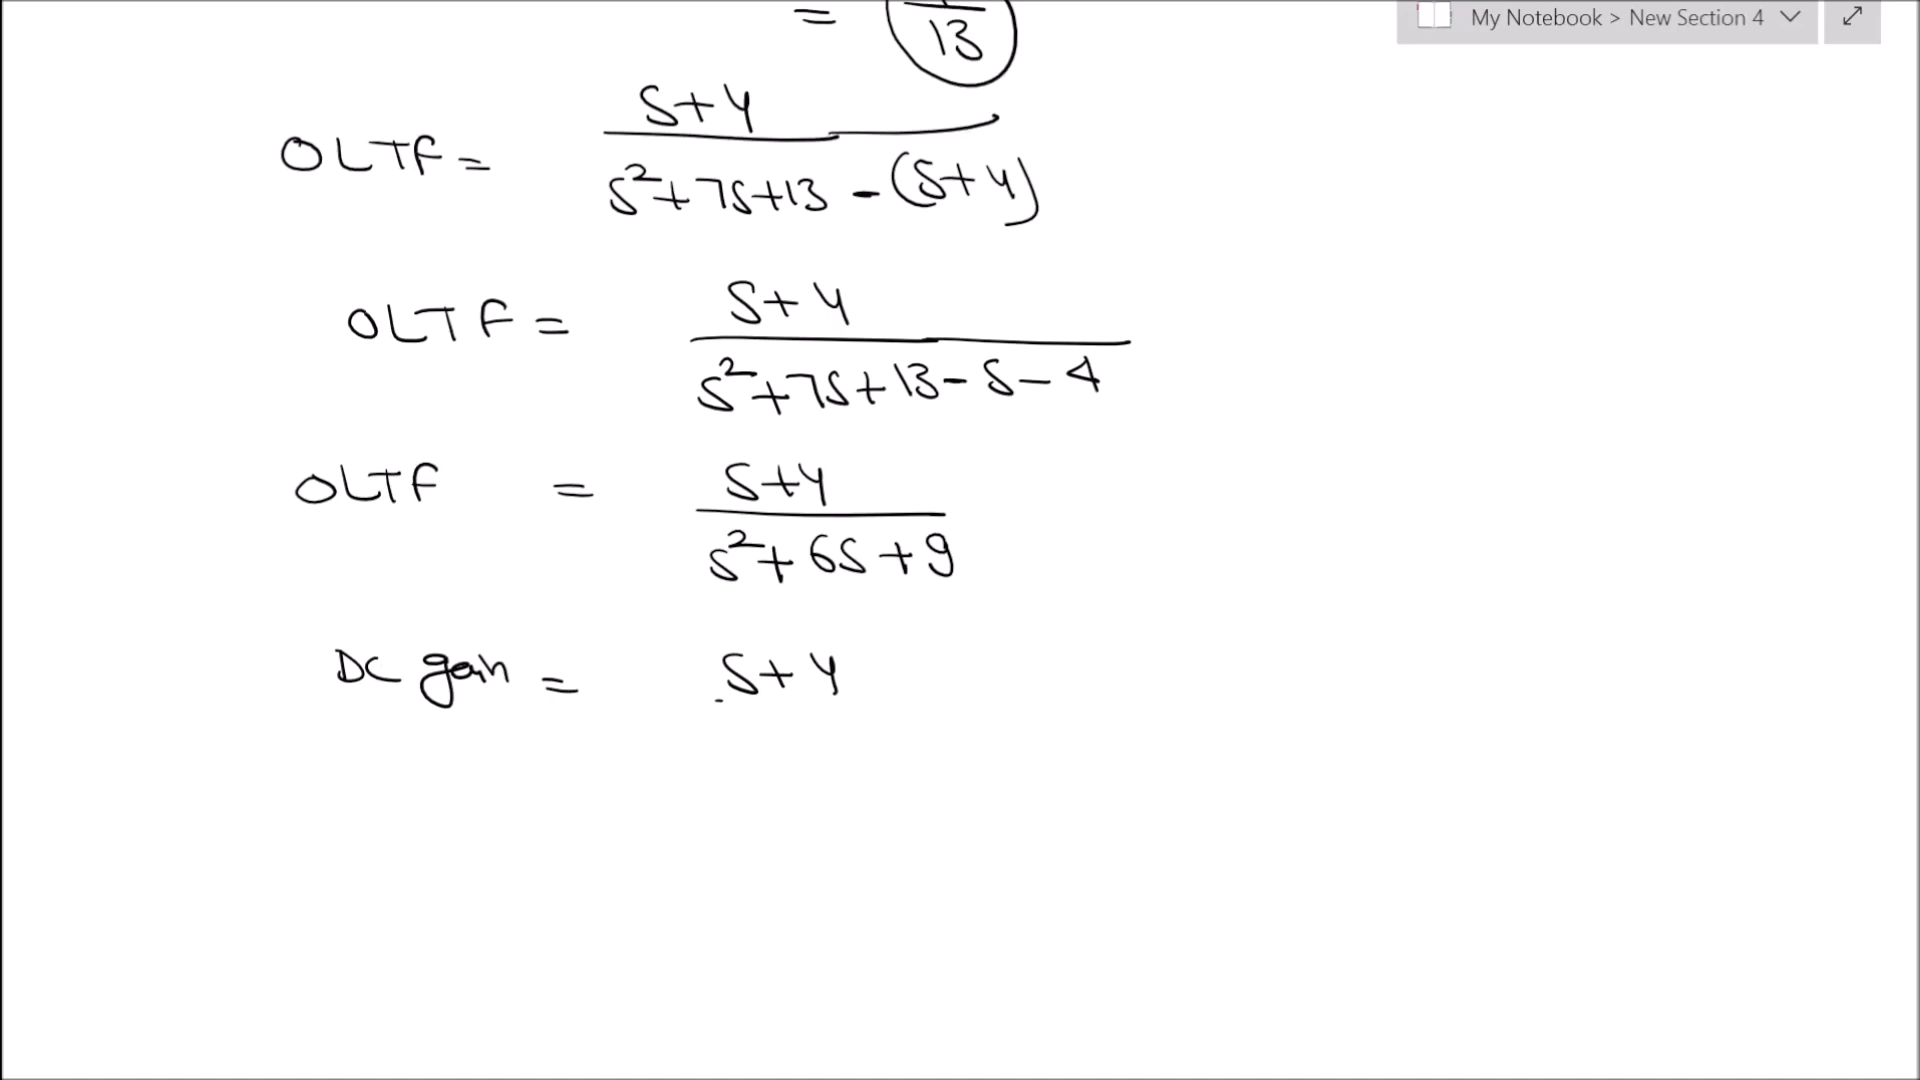 My Notebook > New Section 4
= 13
s+4
OLTF =
s²+7s+13 - (s+4)
s+4
OLTF =
s²+7s+13-s-4
s+4
OLTF =
s²+6s+9
DC gain = s+4